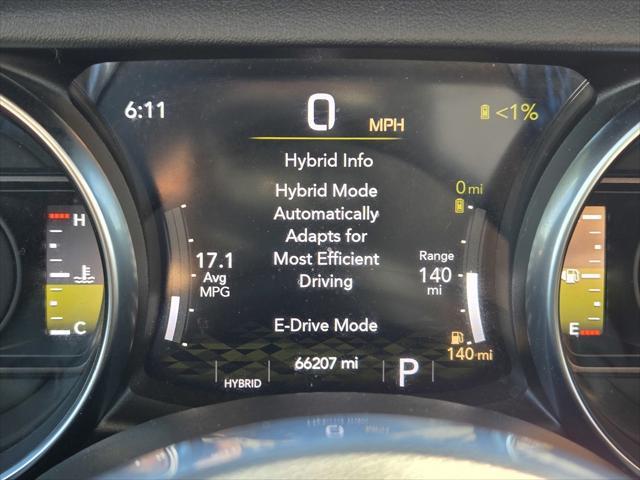 6:11
0 MPH
<1%
Hybrid Info
Hybrid Mode
Automatically
Adapts for
Most Efficient
Driving
E-Drive Mode
0 mi
17.1
Avg
MPG
Range
140
mi
140 mi
66207 mi
HYBRID
P
H
C
E